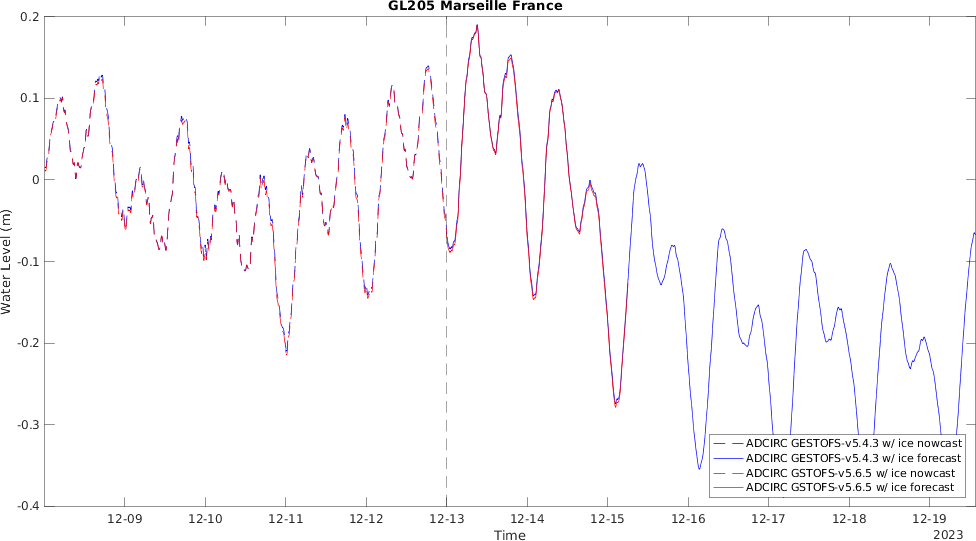 GL205 Marseille France
0.2
0.1
0
-0.1
-0.2
-0.3
-0.4
Water Level (m)
ADCIRC GESTOFS-v5.4.3 w/ ice nowcast
ADCIRC GESTOFS-v5.4.3 w/ ice forecast
ADCIRC GSTOFS-v5.6.5 w/ ice nowcast
ADCIRC GSTOFS-v5.6.5 w/ ice forecast
12-09 12-10 12-11 12-12 12-13 12-14 12-15 12-16 12-17 12-18 12-19
Time
2023